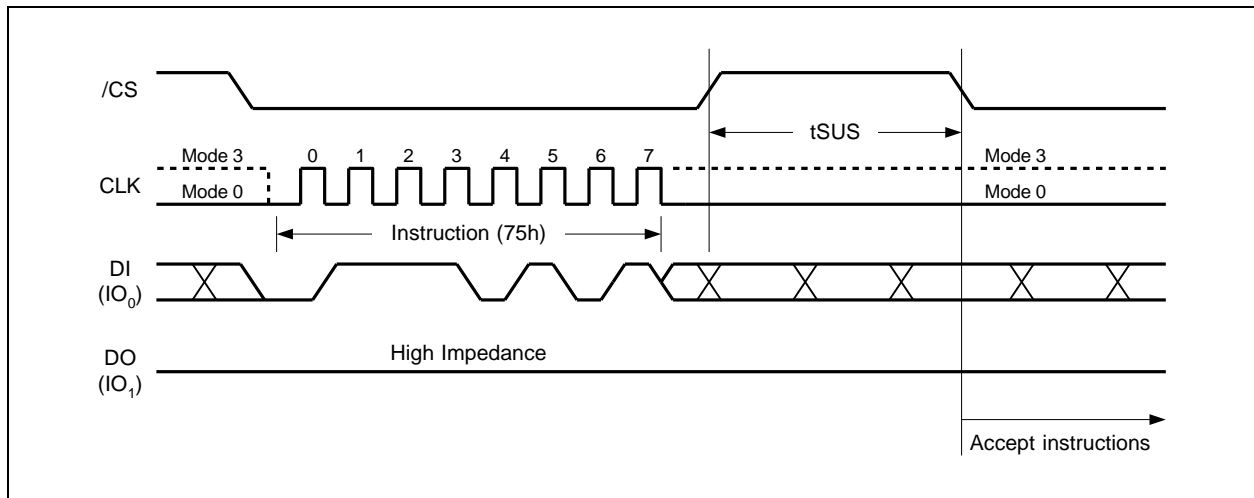 /CS
tSUS
Mode 3
0 1 2 3 4 5 6 7
Mode 3
CLK
Mode 0
Mode 0
Instruction (75h)
DI
(IO0)
High Impedance
DO
(IO1)
Accept instructions